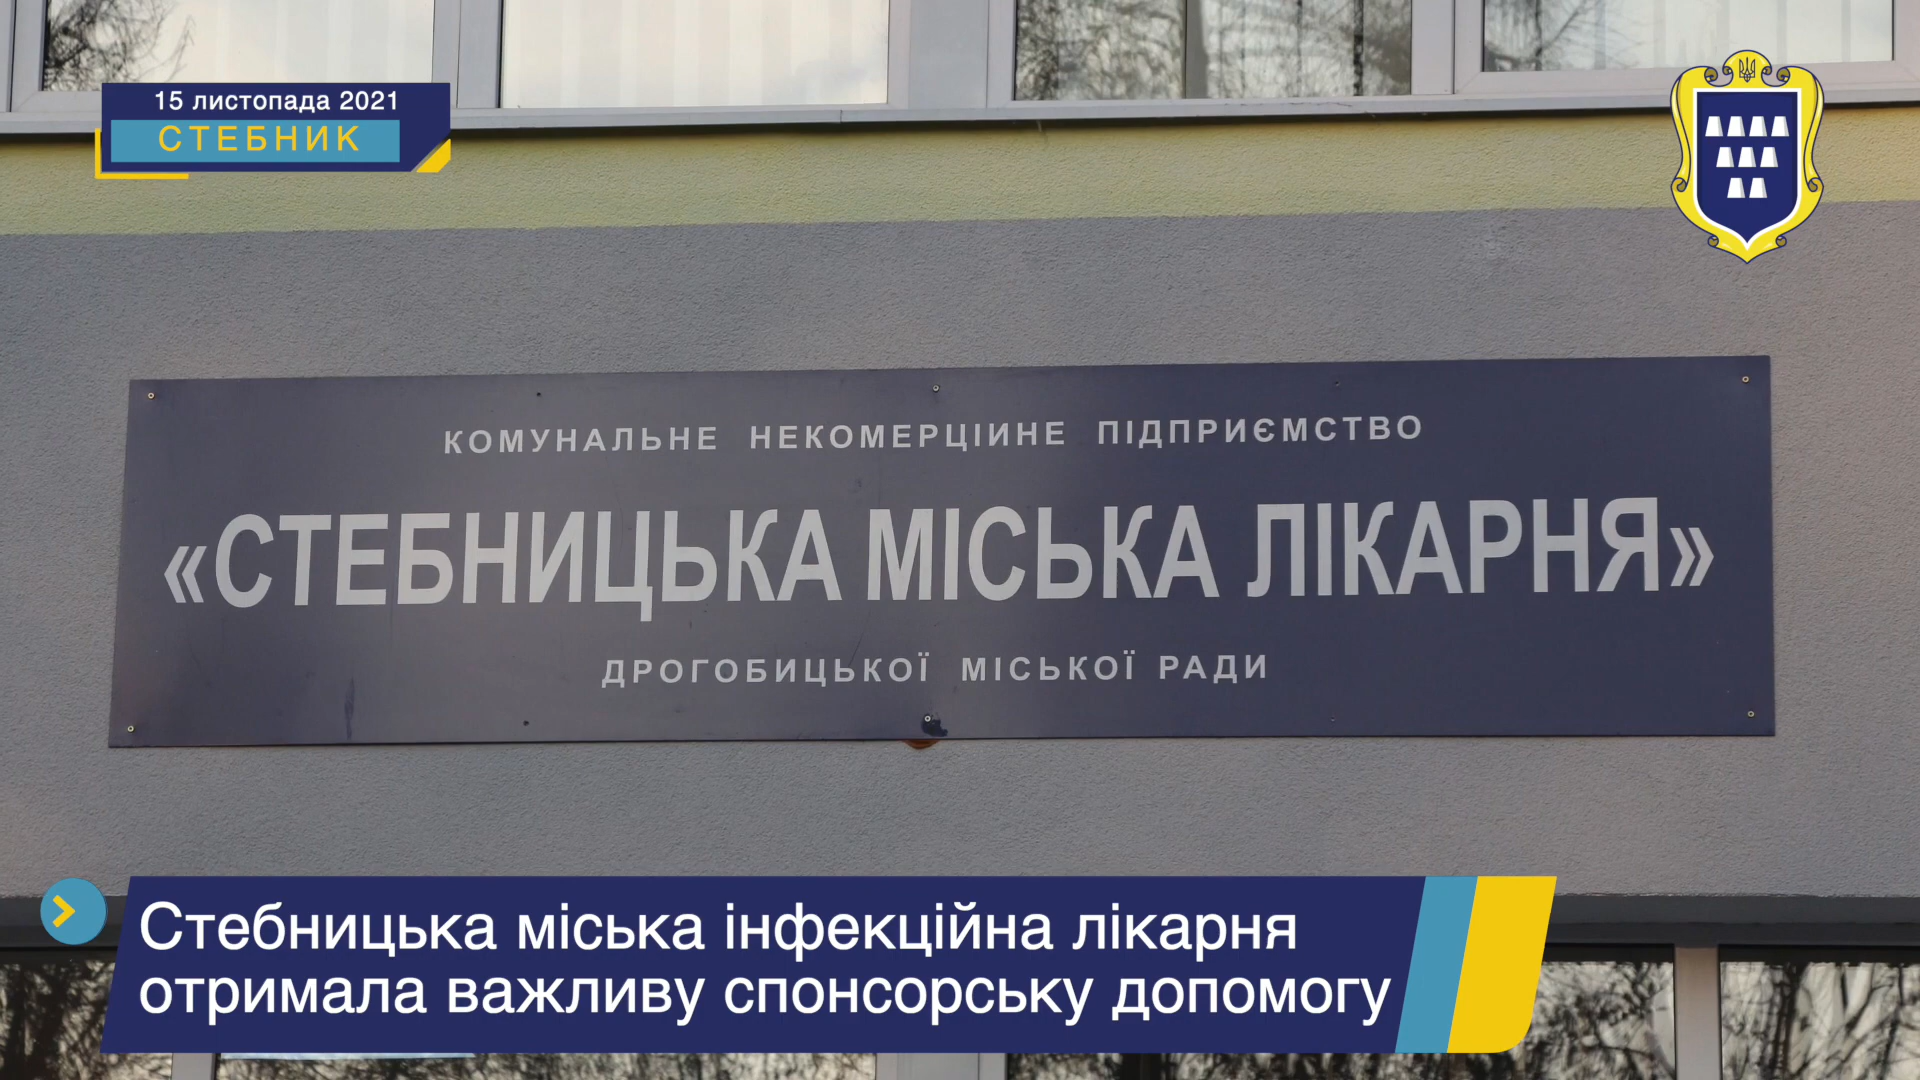 15 листопада 2021
СТЕБНИК
КОМУНАЛЬНЕ НЕКОМЕРЦІЙНЕ ПІДПРИЄМСТВО
«СТЕБНИЦЬКА МІСЬКА ЛІКАРНЯ»
ДРОГОБИЦЬКОЇ МІСЬКОЇ РАДИ
Стебницька міська інфекційна лікарня
отримала важливу спонсорську допомогу